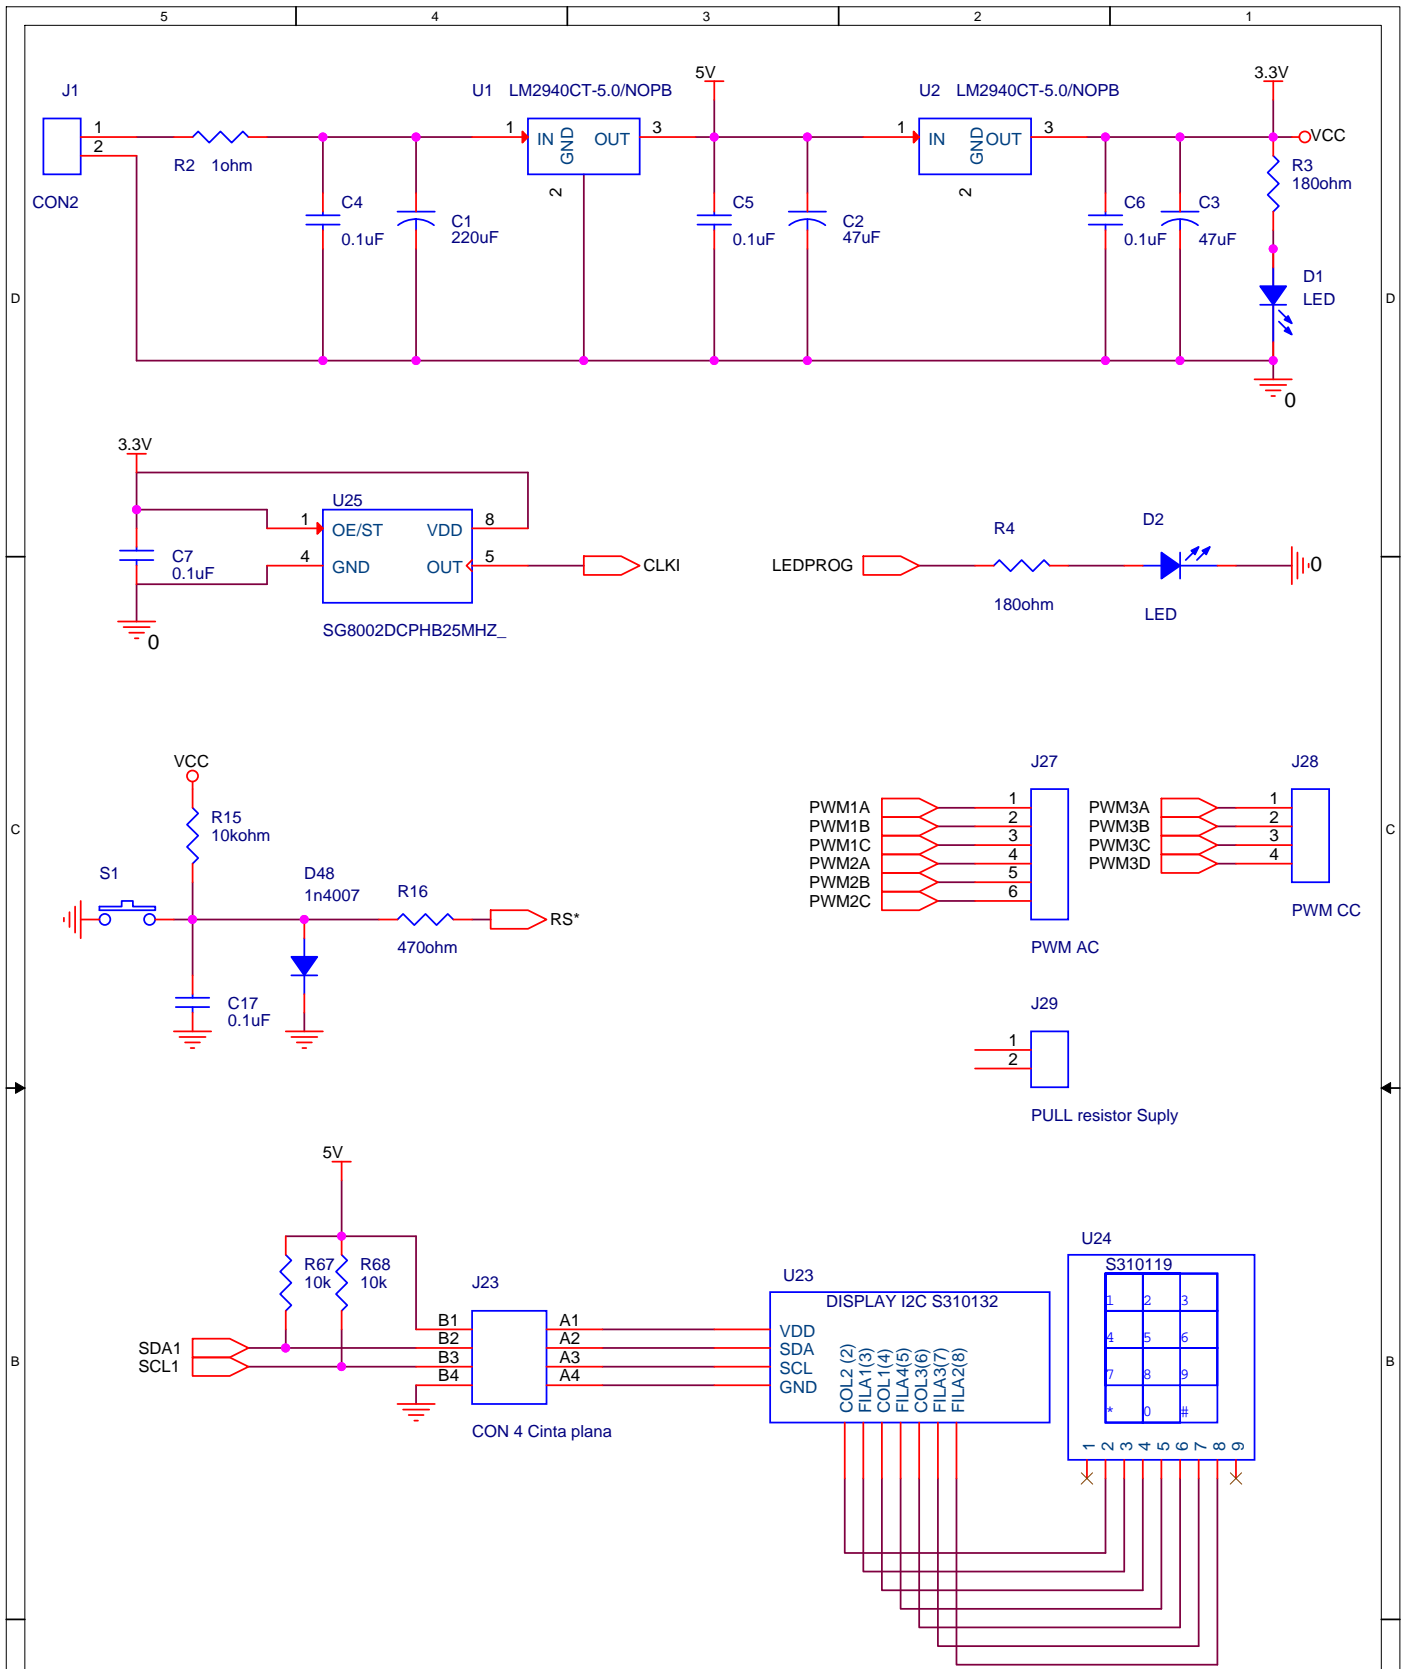 5 4 3 2 1
J1
1
2
CON2
R2 1ohm
C4
0.1uF
C1
220uF
U1 LM2940CT-5.0/NOPB
1 IN GND OUT 3
2
5V
C5
0.1uF
C2
47uF
U2 LM2940CT-5.0/NOPB
1 IN GND OUT 3
2
C6
0.1uF
C3
47uF
3.3V
VCC
R3
180ohm
D1
LED
0
D D
3.3V
C7
0.1uF
0
U25
1 OE/ST VDD 8
4 GND OUT 5
SG8002DCPHB25MHZ_
CLKI
LEDPROG
R4
180ohm
D2
LED
0
VCC
R15
10kohm
S1
D48
1n4007
R16
470ohm
RS*
C17
0.1uF
C C
J27
PWM1A 1
PWM1B 2
PWM1C 3
PWM2A 4
PWM2B 5
PWM2C 6
PWM AC
J28
PWM3A 1
PWM3B 2
PWM3C 3
PWM3D 4
PWM CC
J29
1
2
PULL resistor Suply
5V
R67
10k
R68
10k
SDA1
SCL1
J23
B1 A1
B2 A2
B3 A3
B4 A4
CON 4 Cinta plana
U23
DISPLAY I2C S310132
VDD
SDA
SCL
GND
COL2 (2)
FILA1(3)
COL1(4)
FILA4(5)
COL3(6)
FILA3(7)
FILA2(8)
U24
S310119
1 2 3
4 5 6
7 8 9
* 0 #
1 2 3 4 5 6 7 8 9
B B